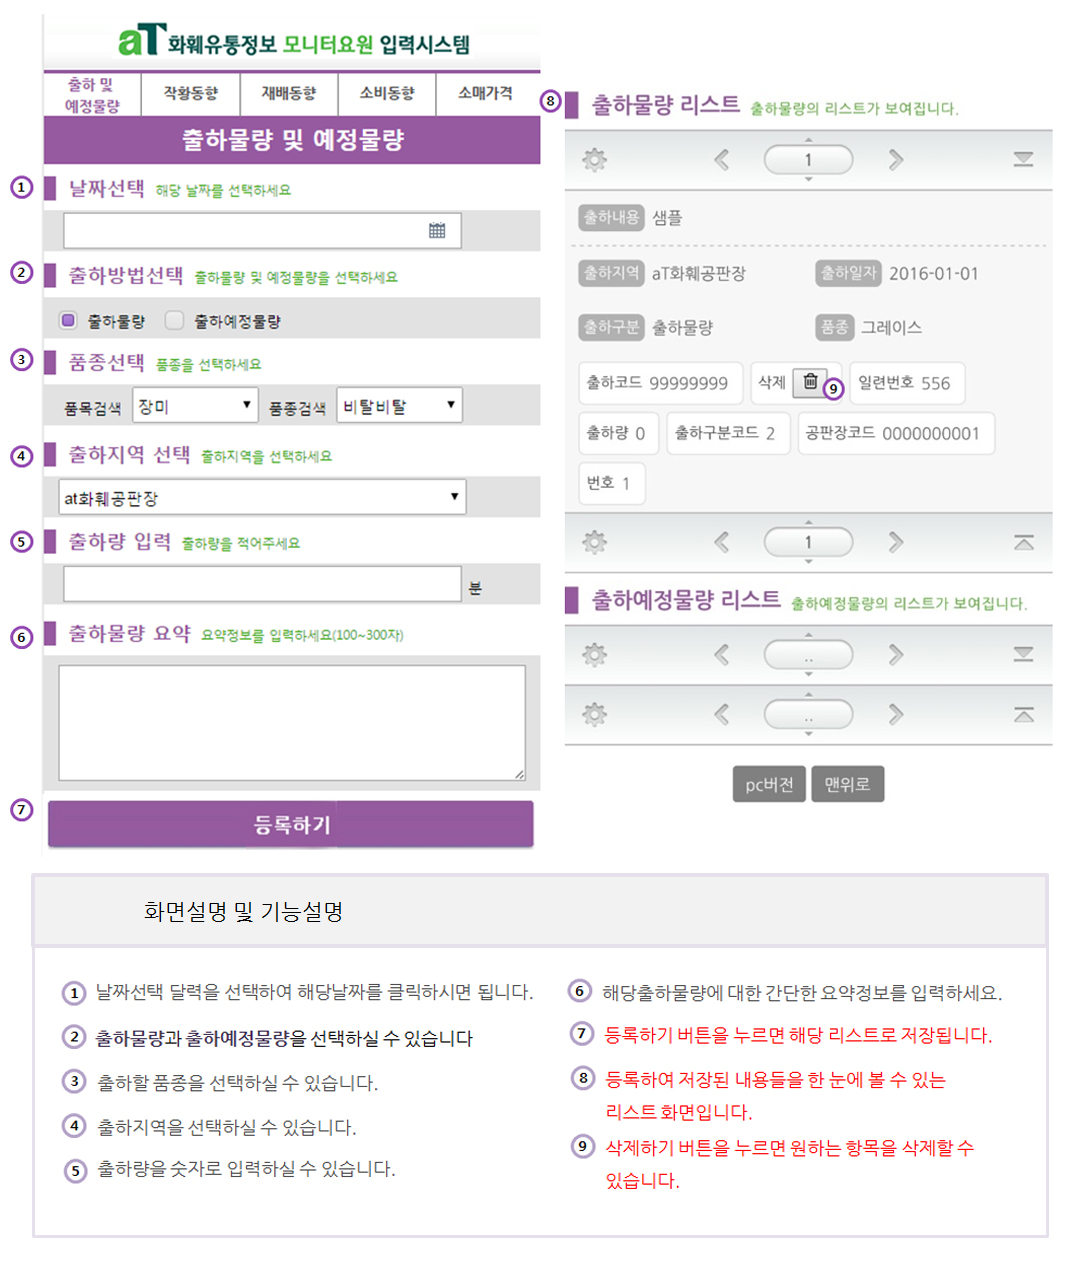 aT 화훼유통정보 모니터요원 입력시스템
출하 및 예정물량 작황동향 재배동향 소비동향 소매가격
출하물량 및 예정물량
1 날짜선택 해당 날짜를 선택하세요
2 출하방법선택 출하물량 및 예정물량을 선택하세요
출하물량 출하예정물량
3 품종선택 품종을 선택하세요
품목검색 장미 품종검색 비탈비탈
4 출하지역 선택 출하지역을 선택하세요
at화훼공판장
5 출하량 입력 출하량을 적어주세요
분
6 출하물량 요약 요약정보를 입력하세요(100~300자)
7 등록하기
8 출하물량 리스트 출하물량의 리스트가 보여집니다.
1
출하내용 샘플
출하지역 aT화훼공판장 출하일자 2016-01-01
출하구분 출하물량 품종 그레이스
출하코드 99999999 삭제 9 일련번호 556
출하량 0 출하구분코드 2 공판장코드 0000000001
번호 1
1
출하예정물량 리스트 출하예정물량의 리스트가 보여집니다.
..
..
pc버전 맨위로
화면설명 및 기능설명
1 날짜선택 달력을 선택하여 해당날짜를 클릭하시면 됩니다.
2 출하물량과 출하예정물량을 선택하실 수 있습니다
3 출하할 품종을 선택하실 수 있습니다.
4 출하지역을 선택하실 수 있습니다.
5 출하량을 숫자로 입력하실 수 있습니다.
6 해당출하물량에 대한 간단한 요약정보를 입력하세요.
7 등록하기 버튼을 누르면 해당 리스트로 저장됩니다.
8 등록하여 저장된 내용들을 한 눈에 볼 수 있는
리스트 화면입니다.
9 삭제하기 버튼을 누르면 원하는 항목을 삭제할 수
있습니다.